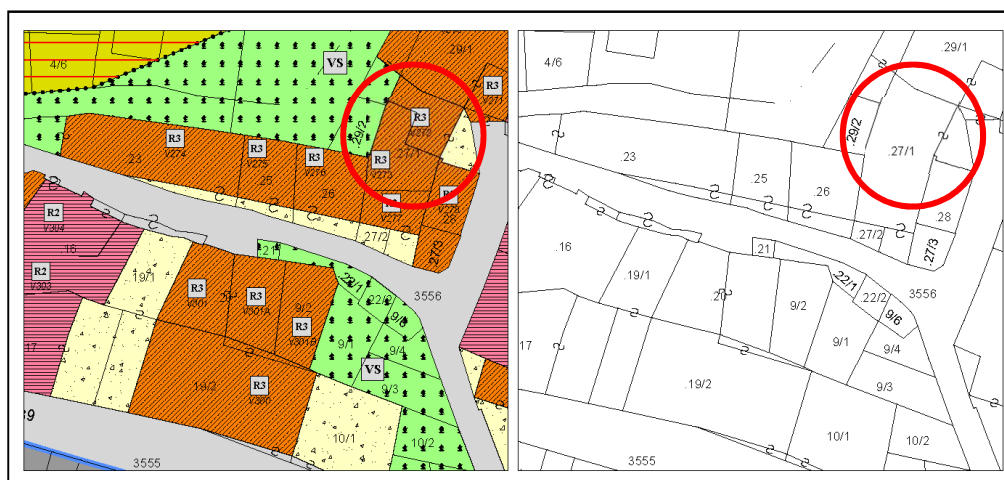 4/6
VS
.29/1
R3
V271
R3
V272
.29/2
.27/1
R3
V274
.23
R3
V275
.25
R3
V276
.26
R3
V273
R3
.27/2
.27/3
R2
V304
.16
R2
V303
17
19/1
.21
R3
V301
.20
R3
V301A
9/2
R3
V301B
.22/1
.22/2
9/6
3556
9/1
9/4
VS
9/3
.19/2
R3
V300
10/1
10/2
39
3555
4/6
.29/1
.29/2
.27/1
.23
.25
.26
.28
.27/2
.27/3
.16
.21
19/1
.20
9/2
.22/1
.22/2
9/6
3556
9/1
9/4
9/3
17
.19/2
10/1
10/2
3555